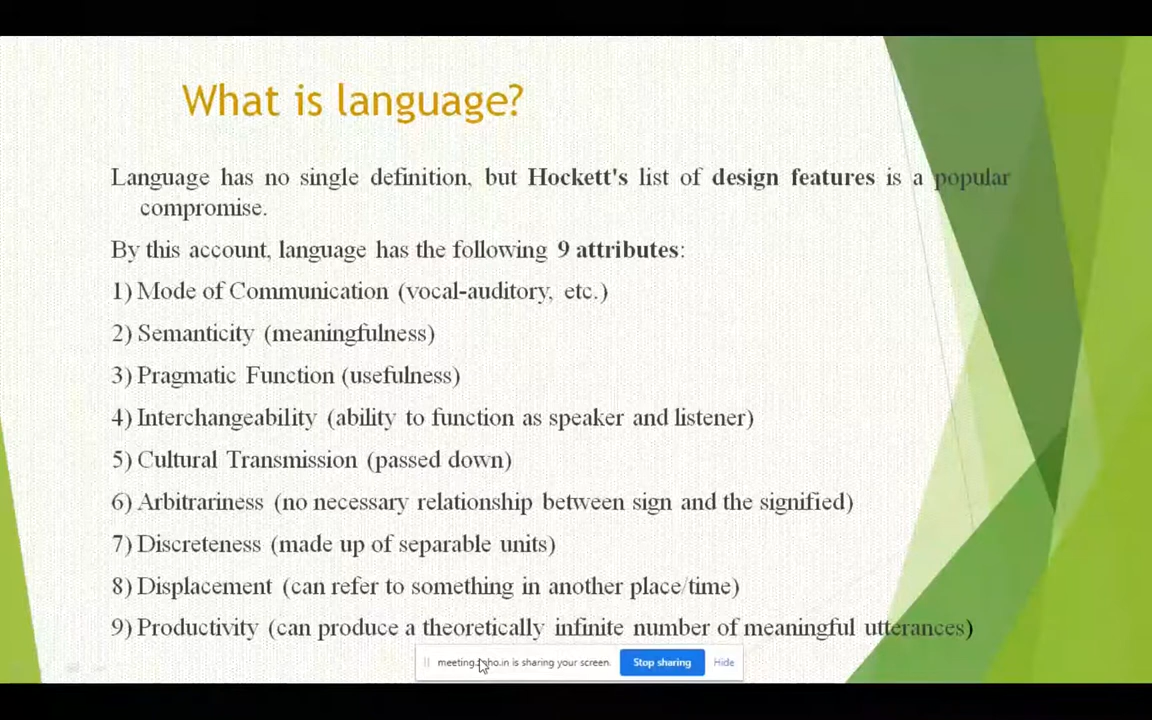 What is language?
Language has no single definition, but Hockett's list of design features is a popular
compromise.
By this account, language has the following 9 attributes:
1) Mode of Communication (vocal-auditory, etc.)
2) Semanticity (meaningfulness)
3) Pragmatic Function (usefulness)
4) Interchangeability (ability to function as speaker and listener)
5) Cultural Transmission (passed down)
6) Arbitrariness (no necessary relationship between sign and the signified)
7) Discreteness (made up of separable units)
8) Displacement (can refer to something in another place/time)
9) Productivity (can produce a theoretically infinite number of meaningful utterances)
is sharing your screen. Stop sharing Hide